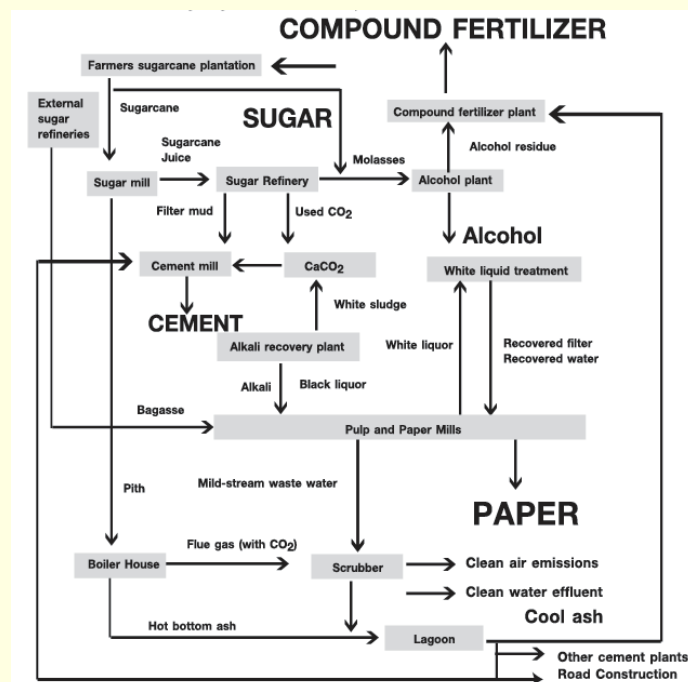 COMPOUND FERTILIZER
Farmers sugarcane plantation
External
sugar
refineries
Sugarcane
SUGAR
Compound fertilizer plant
Sugarcane
Juice
Alcohol residue
Molasses
Sugar mill
Sugar Refinery
Alcohol plant
Filter mud
Used CO2
Alcohol
Cement mill
CaCO2
White liquid treatment
White sludge
CEMENT
Alkali recovery plant
White liquor
Recovered filter
Recovered water
Alkali
Black liquor
Bagasse
Pulp and Paper Mills
Pith
Mild-stream waste water
PAPER
Flue gas (with CO2)
Boiler House
Scrubber
Clean air emissions
Clean water effluent
Cool ash
Hot bottom ash
Lagoon
Other cement plants
Road Construction